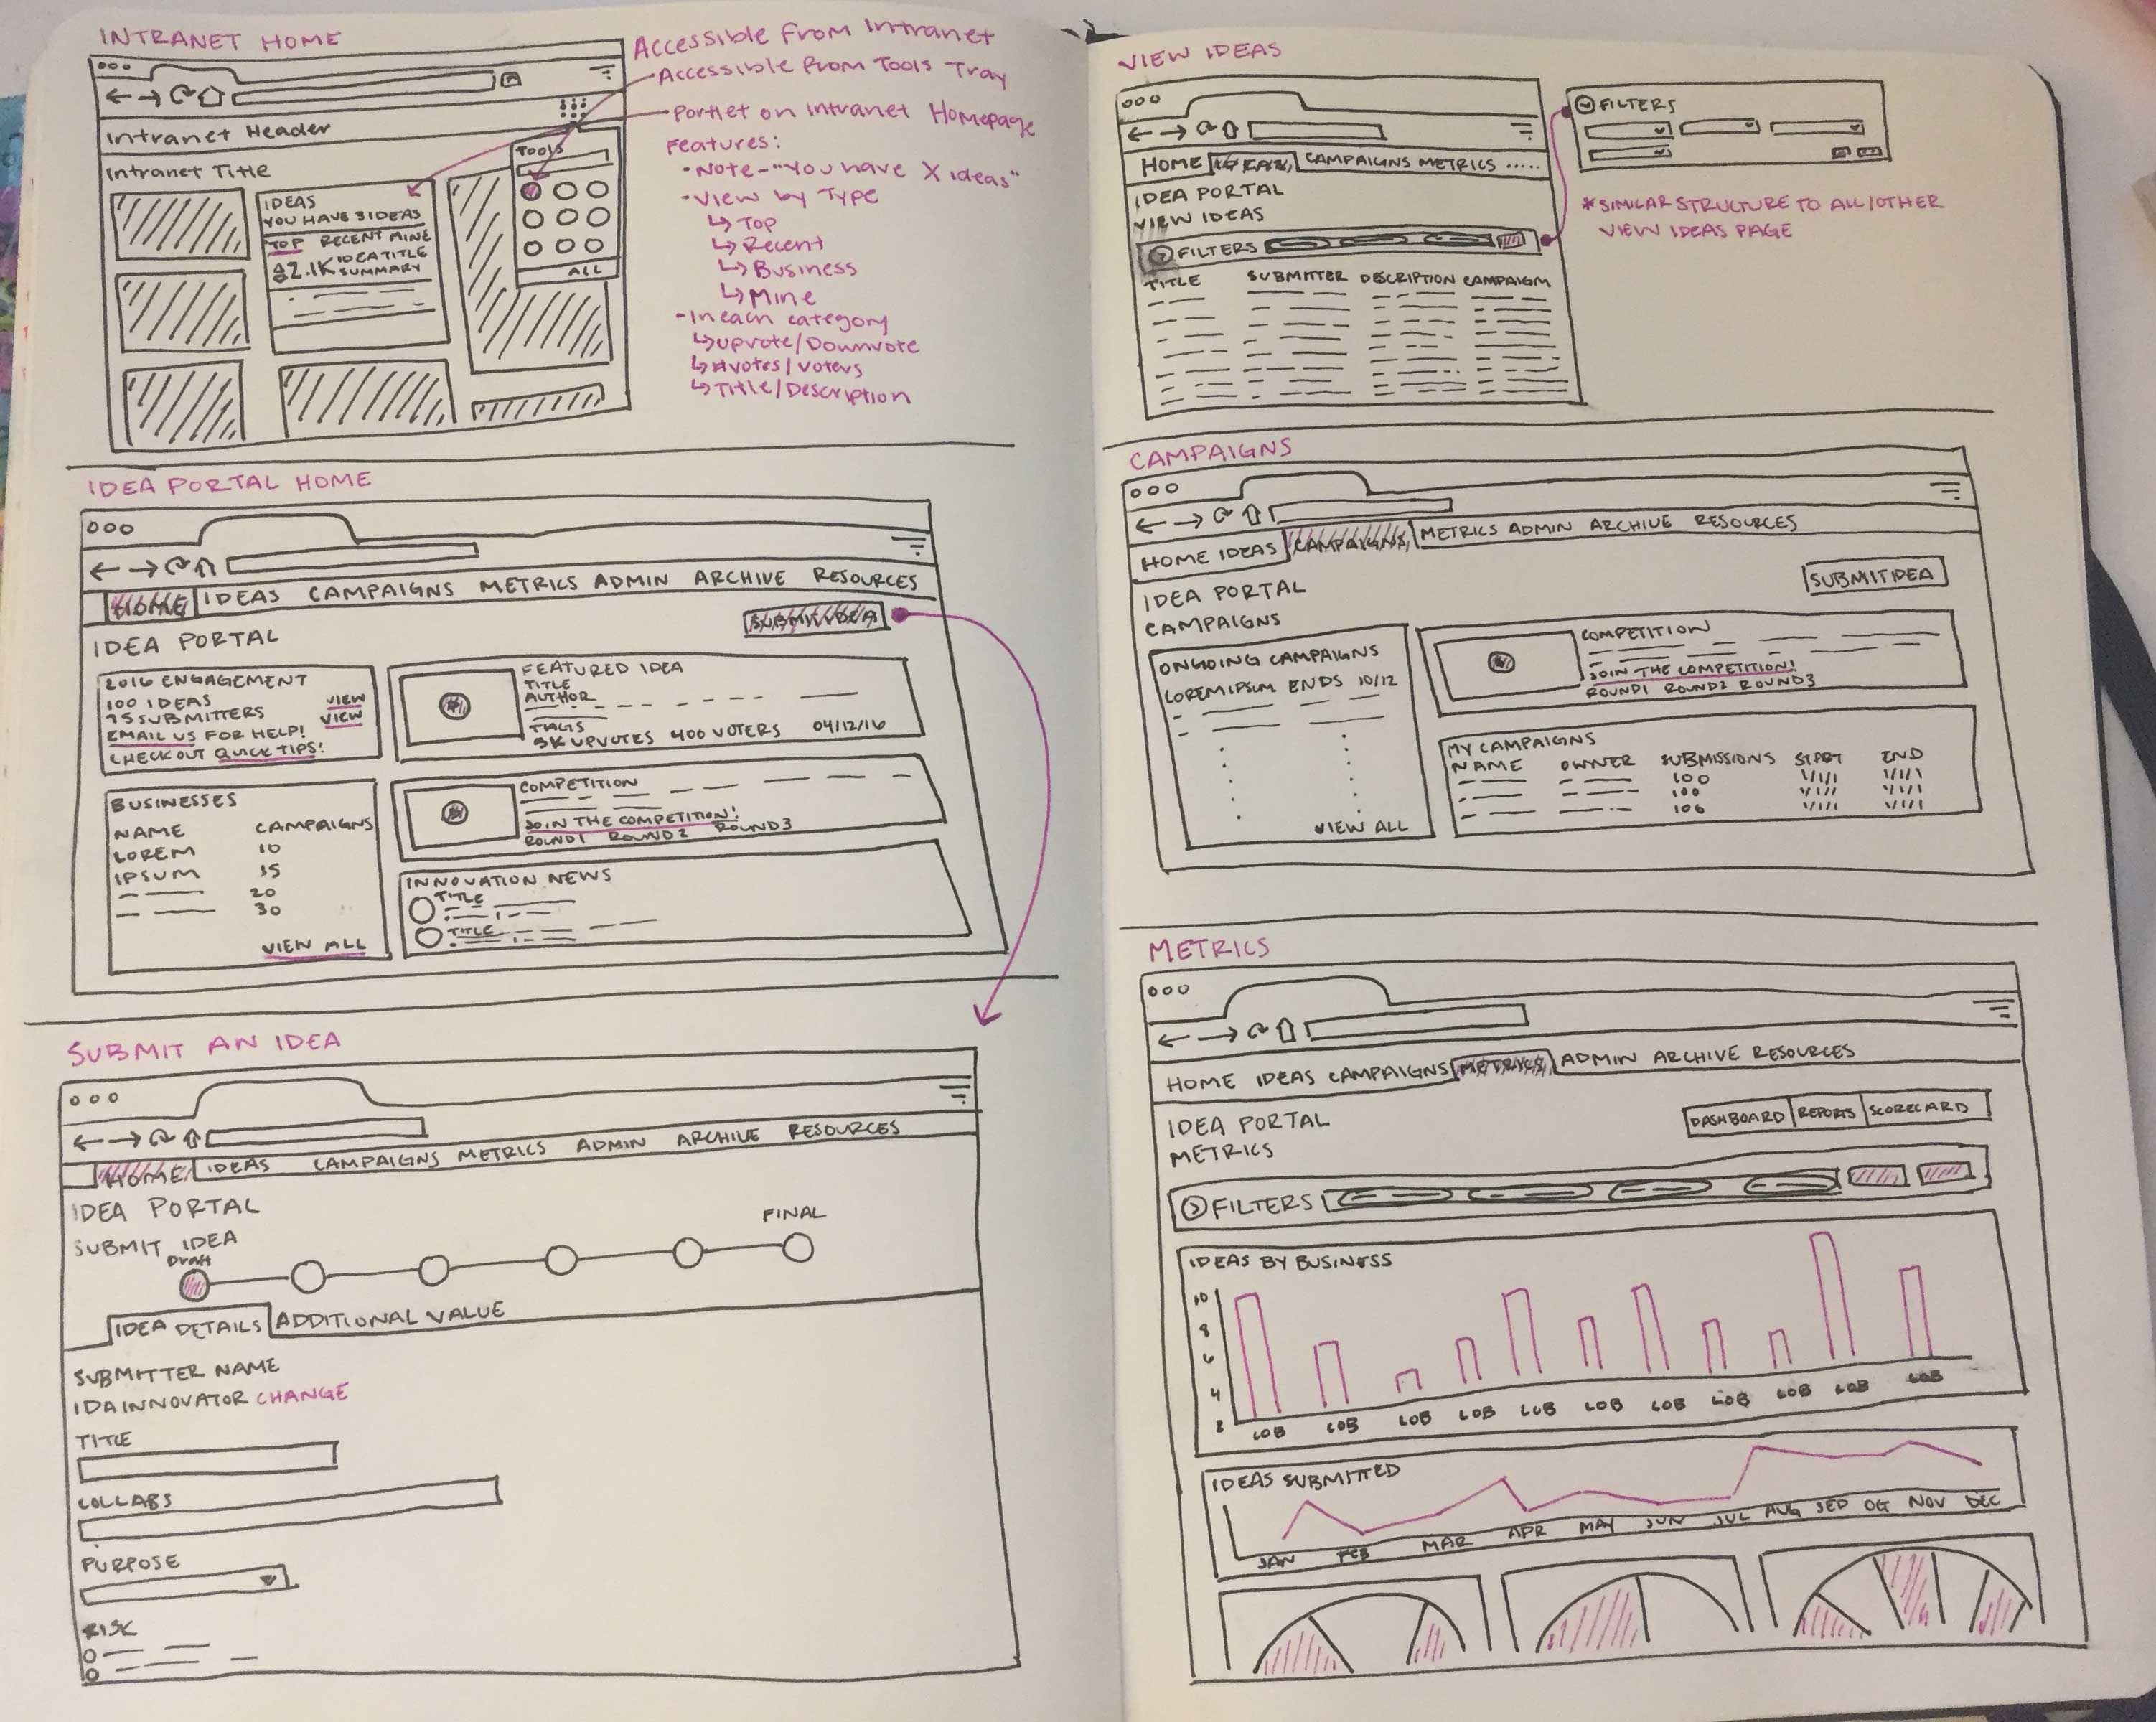 INTRANET HOME
Intranet Header
Intranet Title
IDEAS
YOU HAVE 3 IDEAS
TOP RECENT MINE
2.1K IDEA TITLE
SUMMARY
TOOLS
ALL
Accessible From Intranet
Accessible from Tools Tray
Portlet on Intranet Homepage
Features:
- Note - "You have X ideas"
- View by Type
↳ Top
↳ Recent
↳ Business
↳ Mine
- In each category
↳ Upvote/Downvote
↳ #votes/voters
↳ Title/Description
IDEA PORTAL HOME
HOME IDEAS CAMPAIGNS METRICS ADMIN ARCHIVE RESOURCES
SUBMIT IDEA
IDEA PORTAL
2016 ENGAGEMENT
100 IDEAS VIEW
75 SUBMITTERS VIEW
EMAIL US FOR HELP!
CHECK OUT QUICK TIPS!
BUSINESSES
NAME CAMPAIGNS
LOREM 10
IPSUM 15
20
30
VIEW ALL
FEATURED IDEA
TITLE
AUTHOR
TAGS
3K UPVOTES 400 VOTERS 04/12/16
COMPETITION
JOIN THE COMPETITION!
ROUND1 ROUND2 ROUND3
INNOVATION NEWS
TITLE
TITLE
SUBMIT AN IDEA
HOME IDEAS CAMPAIGNS METRICS ADMIN ARCHIVE RESOURCES
IDEA PORTAL
SUBMIT IDEA
Draft
FINAL
IDEA DETAILS ADDITIONAL VALUE
SUBMITTER NAME
IDA INNOVATOR CHANGE
TITLE
COLLABS
PURPOSE
RISK
VIEW IDEAS
HOME IDEAS CAMPAIGNS METRICS .....
IDEA PORTAL
VIEW IDEAS
FILTERS
TITLE SUBMITTER DESCRIPTION CAMPAIGN
FILTERS
*SIMILAR STRUCTURE TO ALL/OTHER
VIEW IDEAS PAGE
CAMPAIGNS
HOME IDEAS CAMPAIGNS METRICS ADMIN ARCHIVE RESOURCES
IDEA PORTAL
CAMPAIGNS
SUBMIT IDEA
ONGOING CAMPAIGNS
LOREM IPSUM ENDS 10/12
VIEW ALL
COMPETITION
JOIN THE COMPETITION!
ROUND1 ROUND2 ROUND3
MY CAMPAIGNS
NAME OWNER SUBMISSIONS START END
100 1/1/1 1/1/1
100 1/1/1 1/1/1
100 1/1/1 1/1/1
METRICS
HOME IDEAS CAMPAIGNS METRICS ADMIN ARCHIVE RESOURCES
IDEA PORTAL
METRICS
DASHBOARD REPORTS SCORECARD
FILTERS
IDEAS BY BUSINESS
10
8
6
4
2
LOB LOB LOB LOB LOB LOB LOB LOB LOB LOB LOB
IDEAS SUBMITTED
JAN FEB MAR APR MAY JUN JUL AUG SEP OCT NOV DEC